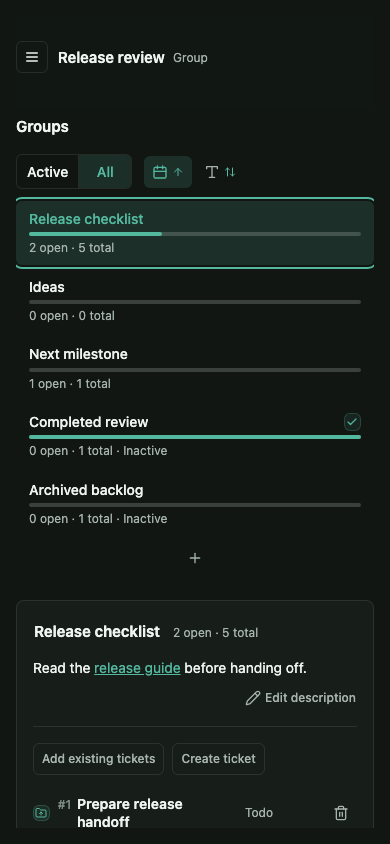 Release review Group
Groups
Active All T
Release checklist
2 open · 5 total
Ideas
0 open · 0 total
Next milestone
1 open · 1 total
Completed review
0 open · 1 total · Inactive
Archived backlog
0 open · 1 total · Inactive
+
Release checklist 2 open · 5 total
Read the release guide before handing off.
Edit description
Add existing tickets Create ticket
#1 Prepare release Todo
handoff